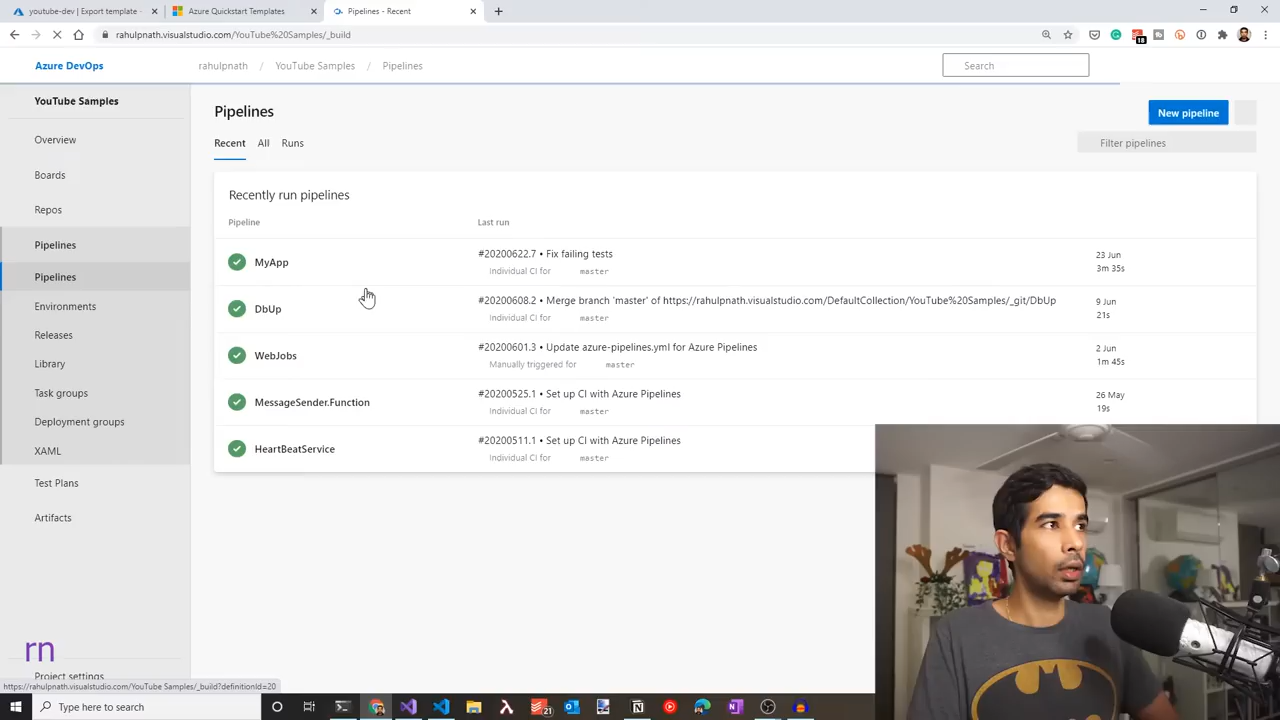 youtube-dev | Export template -
Azure Quickstart Templates
Pipelines - Recent
rahulpnath.visualstudio.com/YouTube%20Samples/_build
18
Azure DevOps
rahulpnath / YouTube Samples / Pipelines
Search
YouTube Samples
Overview
Boards
Repos
Pipelines
Pipelines
Environments
Releases
Library
Task groups
Deployment groups
XAML
Test Plans
Artifacts
rn
Project settings
https://rahulpnath.visualstudio.com/YouTube Samples/_build?definitionId=20
Pipelines
New pipeline
Recent All Runs
Filter pipelines
Recently run pipelines
Pipeline Last run
MyApp #20200622.7 • Fix failing tests 23 Jun
Individual CI for master 3m 35s
DbUp #20200608.2 • Merge branch 'master' of https://rahulpnath.visualstudio.com/DefaultCollection/YouTube%20Samples/_git/DbUp 9 Jun
Individual CI for master 21s
WebJobs #20200601.3 • Update azure-pipelines.yml for Azure Pipelines 2 Jun
Manually triggered for master 1m 45s
MessageSender.Function #20200525.1 • Set up CI with Azure Pipelines 26 May
Individual CI for master 19s
HeartBeatService #20200511.1 • Set up CI with Azure Pipelines
Individual CI for master
Type here to search
21